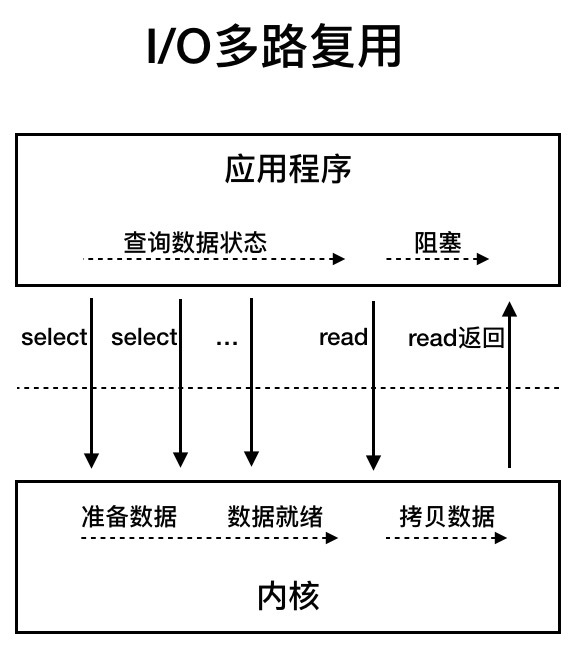 I/O多路复用
应用程序
查询数据状态 阻塞
select select ... read read返回
准备数据 数据就绪 拷贝数据
内核